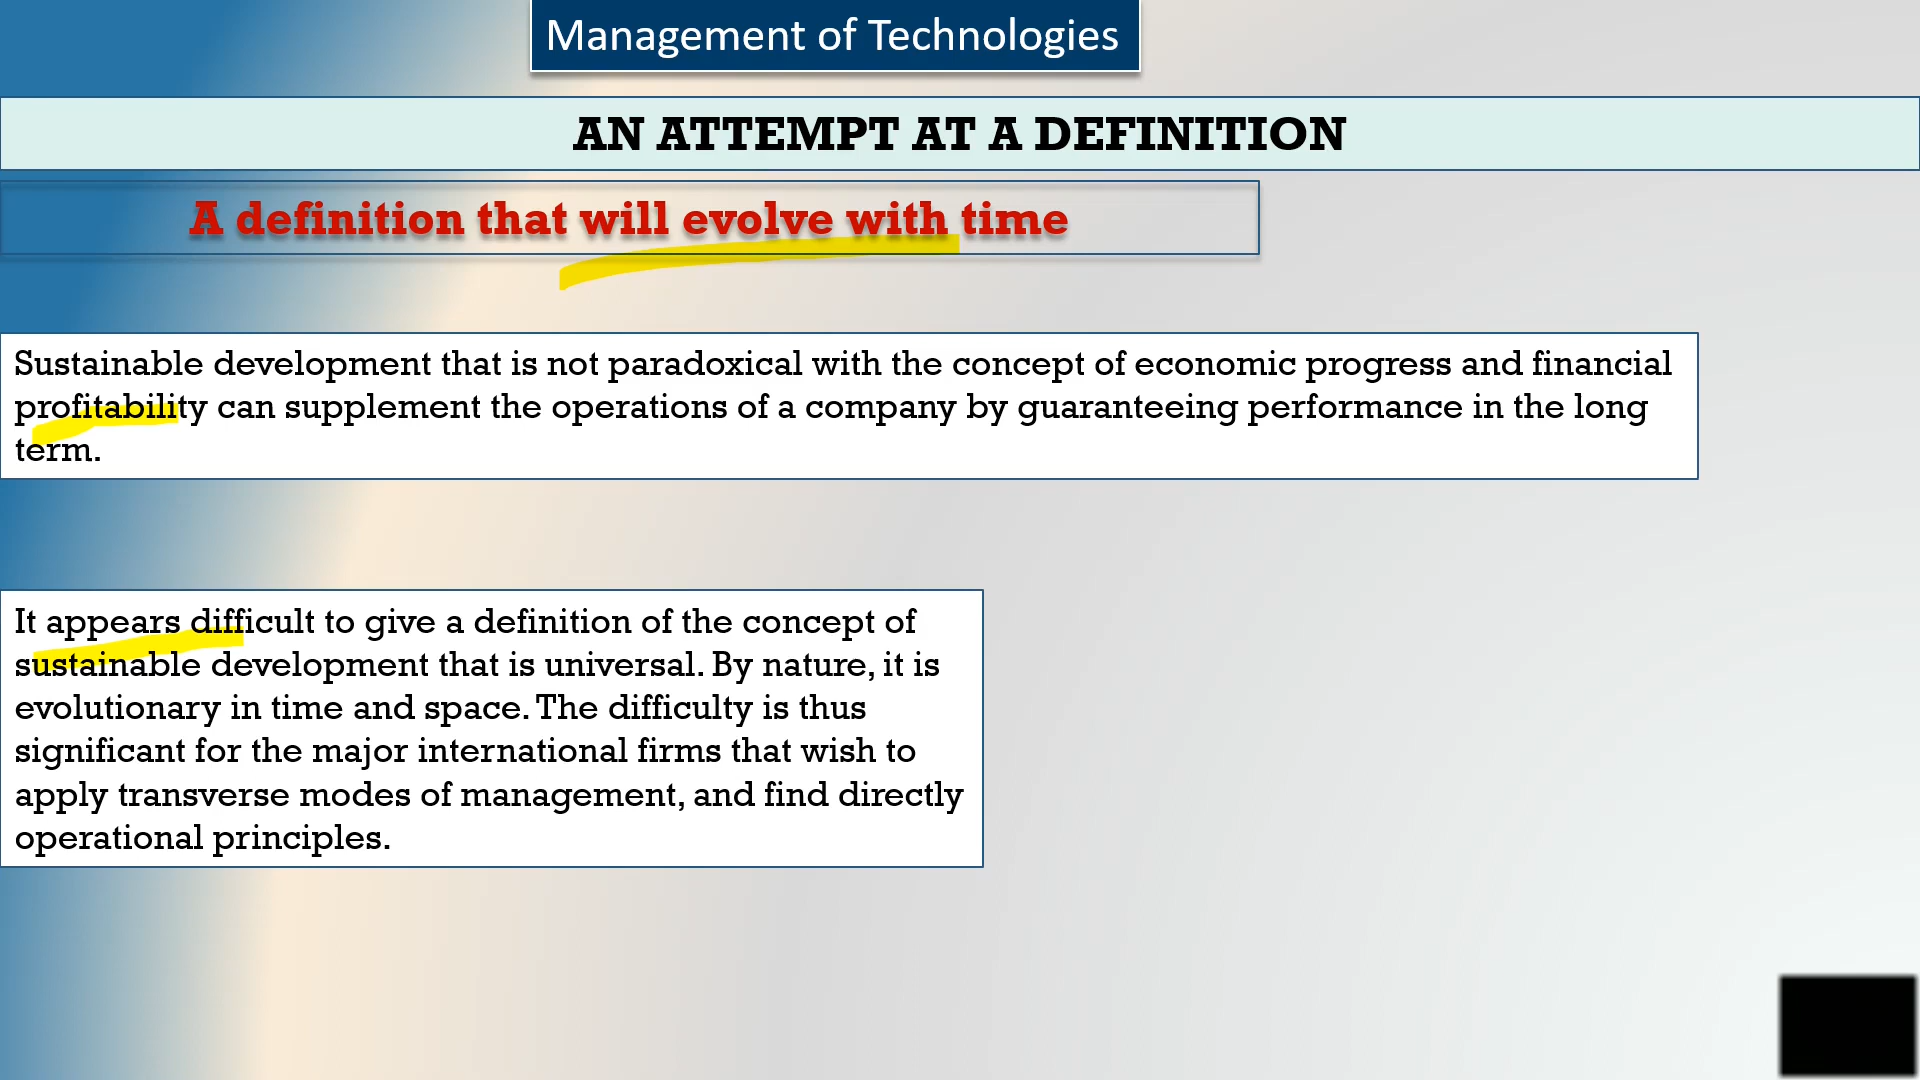 Management of Technologies
AN ATTEMPT AT A DEFINITION
A definition that will evolve with time
Sustainable development that is not paradoxical with the concept of economic progress and financial
profitability can supplement the operations of a company by guaranteeing performance in the long
term.
It appears difficult to give a definition of the concept of
sustainable development that is universal. By nature, it is
evolutionary in time and space. The difficulty is thus
significant for the major international firms that wish to
apply transverse modes of management, and find directly
operational principles.